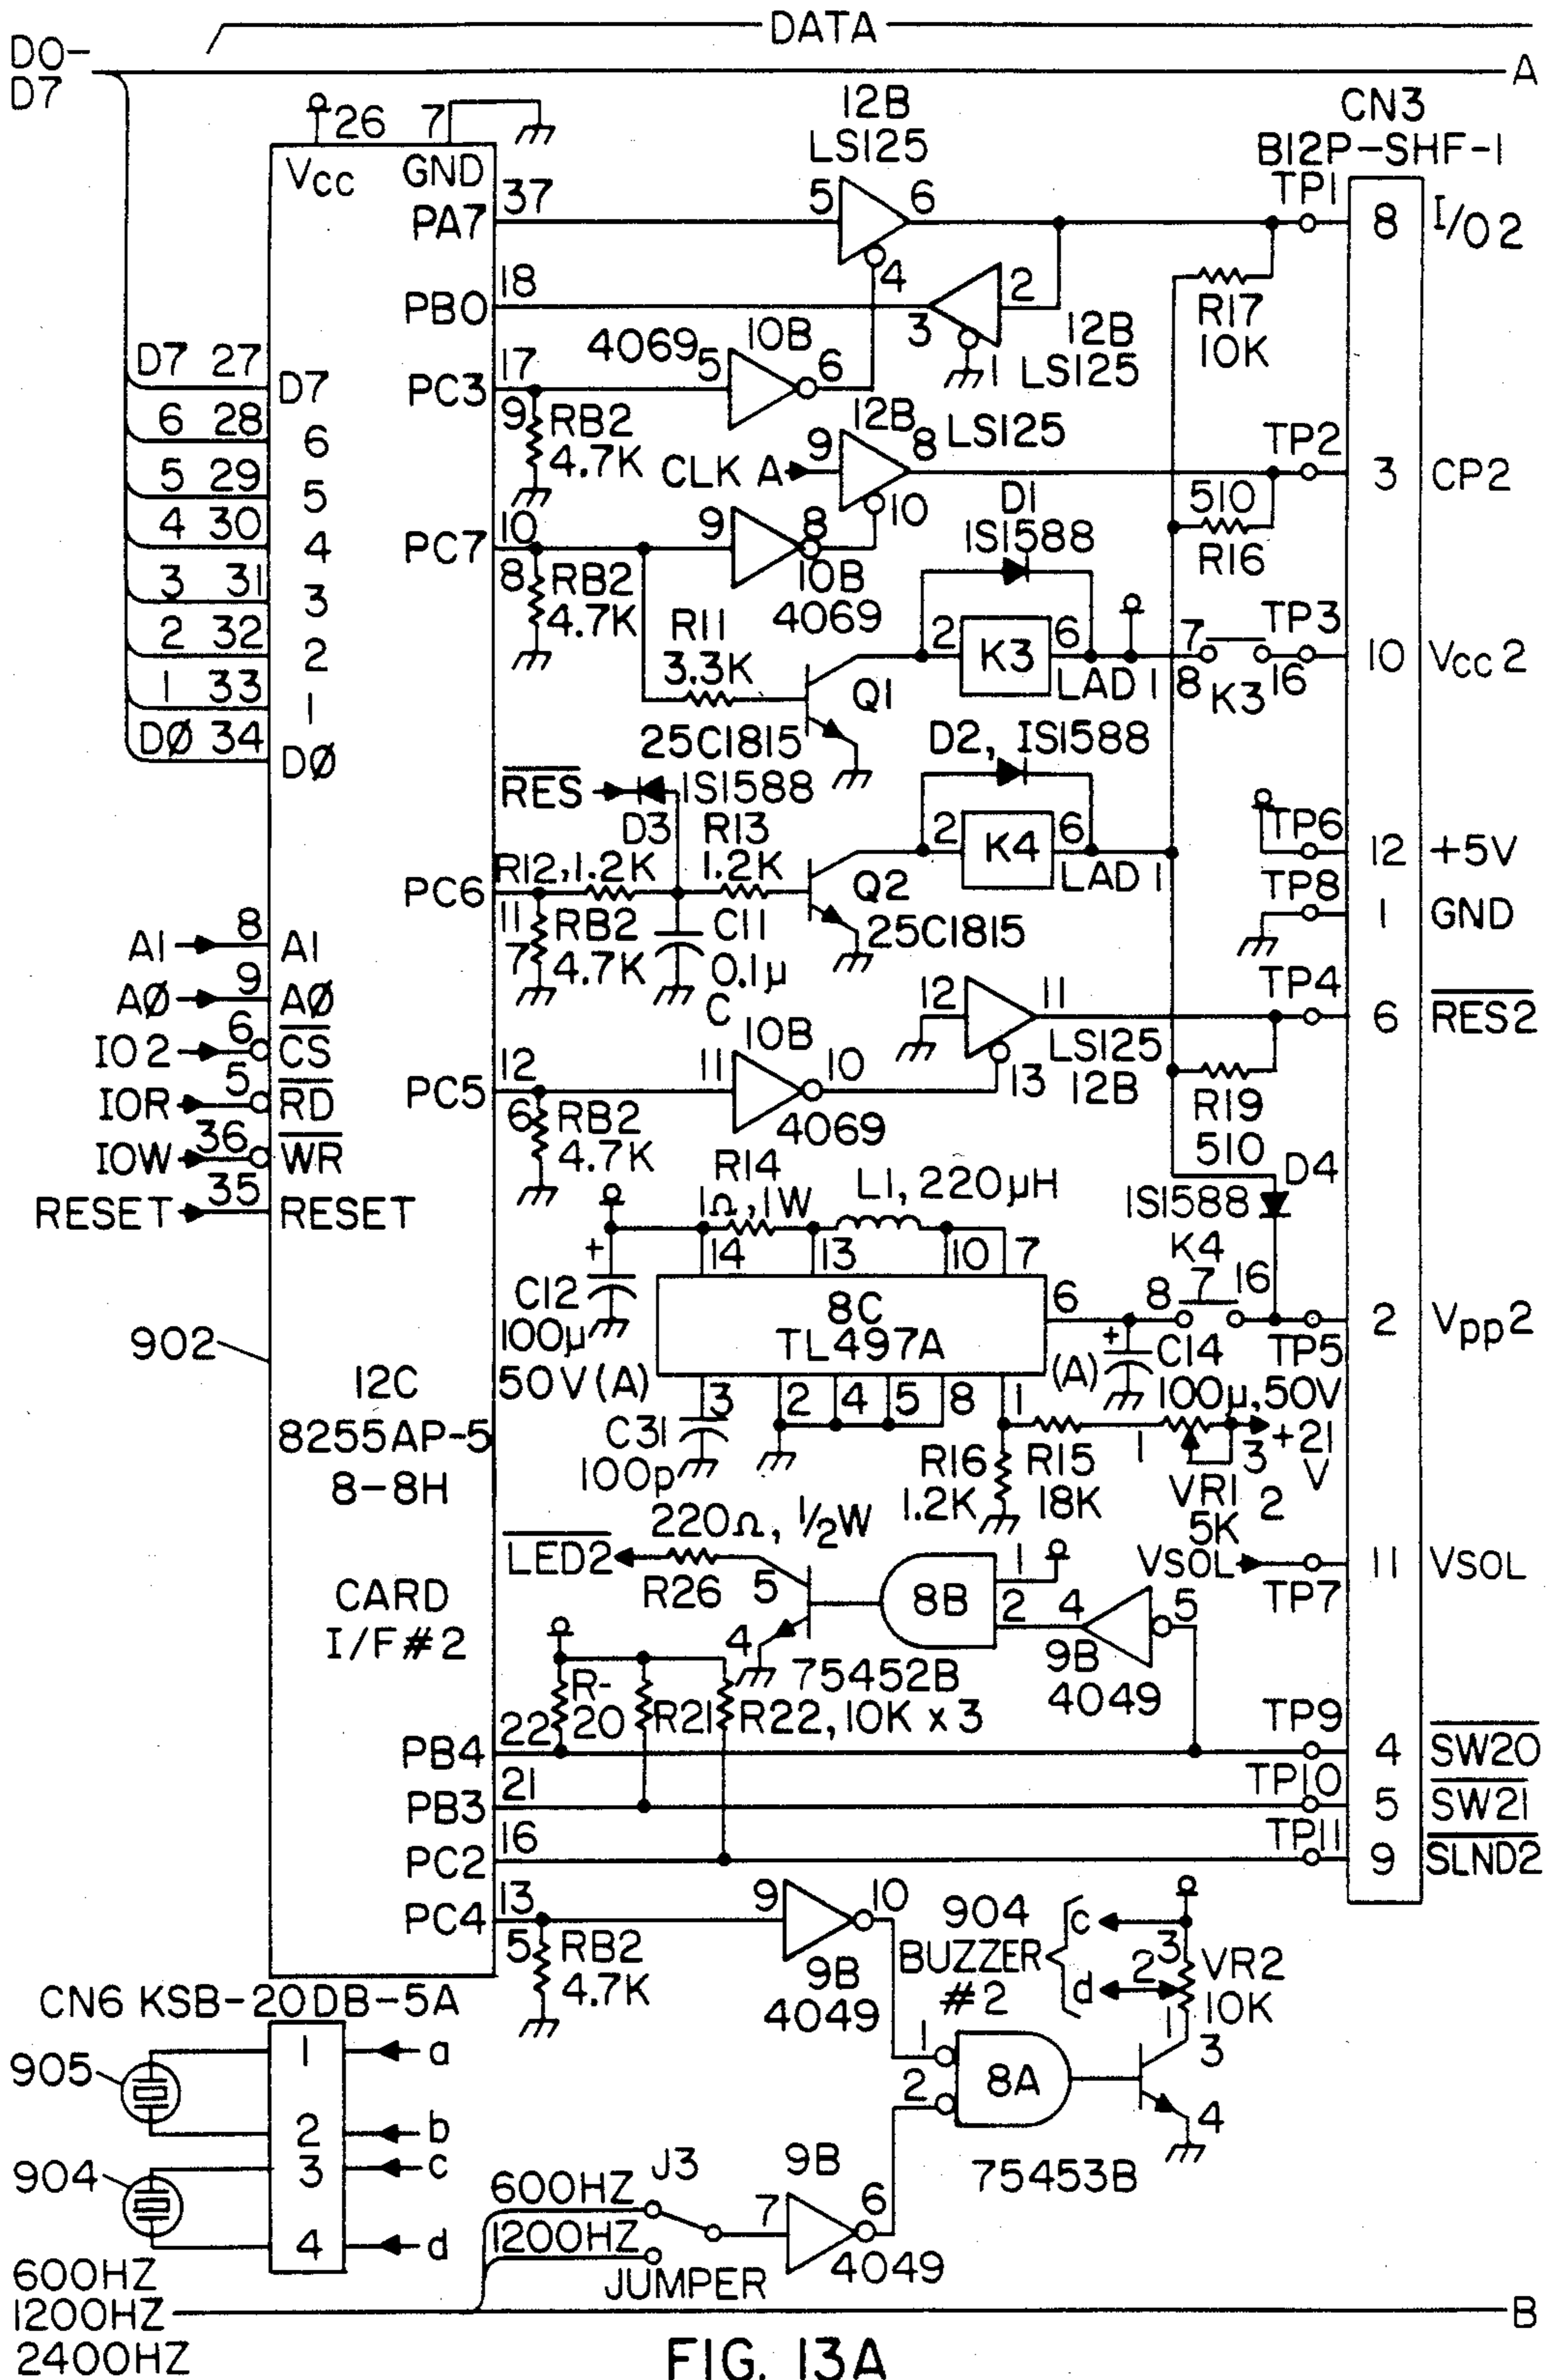 DATA
D0-
D7
A
CN3
B12P-SHF-1
12B
LS125
26 7
VCC GND
37
PA7
5 6
TP1
8 I/O2
4
18
PB0
2
3
12B
1 LS125
R17
10K
4069
10B
5 6
17
PC3
9
RB2
4.7K
D7 27 D7
6 28 6
5 29 5
4 30 4
3 31 3
2 32 2
1 33 1
DØ 34 DØ
12B
LS125
CLK A
9 8
10
TP2
3 CP2
510
R16
D1
1S1588
10
PC7
8
RB2
4.7K
9 8
10B
4069
R11
3.3K
Q1
25C1815
2 K3 6
LAD 1
7
8 K3 16
TP3
10 VCC2
D2, 1S1588
RES
1S1588
D3
R13
1.2K
R12, 1.2K
PC6
11
7
RB2
4.7K
C11
0.1µ
C
Q2
25C1815
2 K4 6
LAD 1
TP6
12 +5V
TP8
1 GND
A1 8 A1
AØ 9 AØ
IO2 6 CS
IOR 5 RD
IOW 36 WR
RESET 35 RESET
12 11
TP4
6 RES2
LS125
12B
13
R19
510
12
PC5
6
RB2
4.7K
10B
11 10
4069
D4
1S1588
R14
1Ω, 1W
L1, 220µH
14 13 10 7
C12
100µ
50V (A)
8C
TL497A
6
K4
8 7 16
TP5
2 Vpp2
(A)
C14
100µ,50V
3 2 4 5 8 1
C31
100p
R16
1.2K
R15
18K
1 3
VR1
5K
2
+21
V
902
12C
8255AP-5
8-8H
CARD
I/F#2
220Ω, 1/2W
LED2
R26
5
4
8B
1
2
75452B
4 5
9B
4049
VSOL
TP7
11 VSOL
R-
20
R21
R22, 10K x 3
22
PB4
TP9
4 SW20
21
PB3
TP10
5 SW21
16
PC2
TP11
9 SLND2
13
PC4
5
RB2
4.7K
9 10
9B
4049
904
BUZZER
#2
c
d
3
2
1
VR2
10K
1
2
8A
75453B
3
4
CN6 KSB-20DB-5A
905
1 a
2 b
904
3 c
4 d
600HZ
1200HZ
J3
JUMPER
9B
7 6
4049
600HZ
1200HZ
2400HZ
B
FIG. 13A